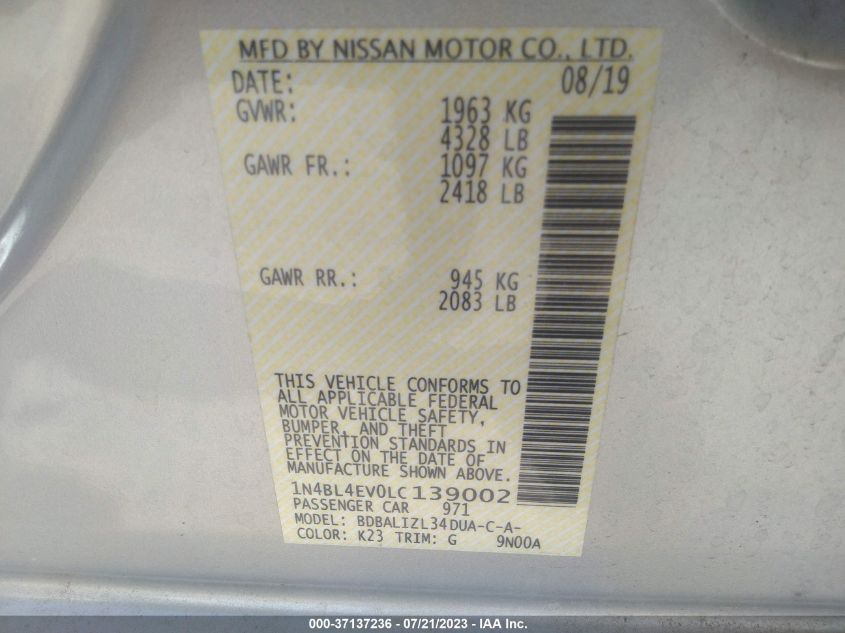 MFD BY NISSAN MOTOR CO., LTD.
DATE: 08/19
GVWR: 1963 KG
4328 LB
GAWR FR.: 1097 KG
2418 LB
GAWR RR.: 945 KG
2083 LB
THIS VEHICLE CONFORMS TO
ALL APPLICABLE FEDERAL
MOTOR VEHICLE SAFETY,
BUMPER, AND THEFT
PREVENTION STANDARDS IN
EFFECT ON THE DATE OF
MANUFACTURE SHOWN ABOVE.
1N4BL4EV0LC139002
PASSENGER CAR 971
MODEL: BDBALIZL34DUA-C-A-
COLOR: K23 TRIM: G 9N00A
000-37137236 - 07/21/2023 - IAA Inc.